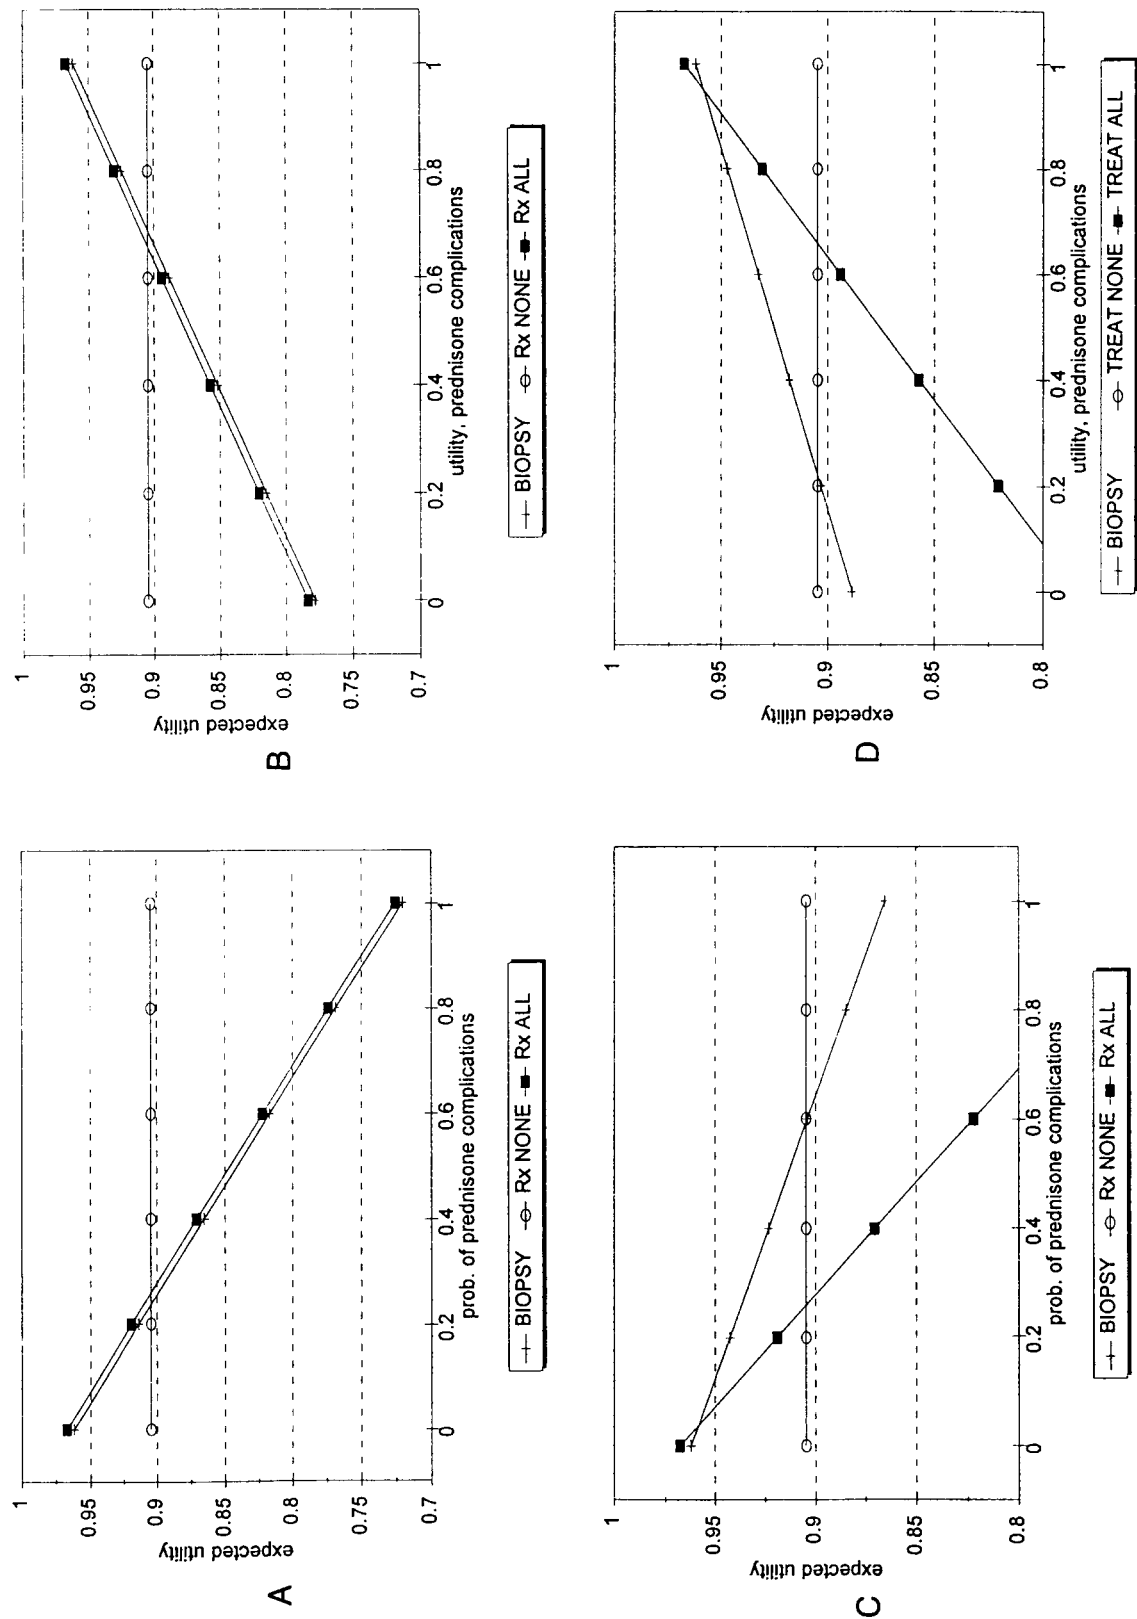 A
expected utility
1
0.95
0.9
0.85
0.8
0.75
0.7
0 0.2 0.4 0.6 0.8 1
prob. of prednisone complications
BIOPSY Rx NONE Rx ALL
B
expected utility
1
0.95
0.9
0.85
0.8
0.75
0.7
0 0.2 0.4 0.6 0.8 1
utility, prednisone complications
BIOPSY Rx NONE Rx ALL
C
expected utility
1
0.95
0.9
0.85
0.8
0 0.2 0.4 0.6 0.8 1
prob. of prednisone complications
BIOPSY Rx NONE Rx ALL
D
expected utility
1
0.95
0.9
0.85
0.8
0 0.2 0.4 0.6 0.8 1
utility, prednisone complications
BIOPSY TREAT NONE TREAT ALL